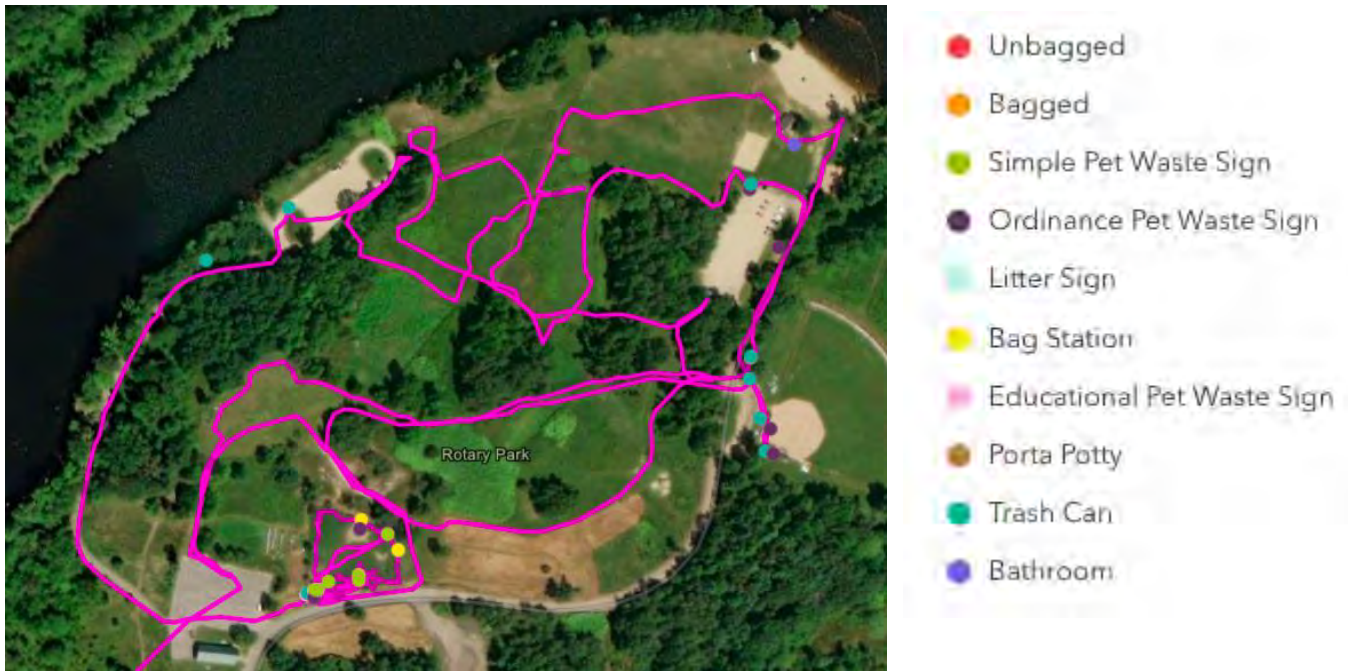 Rotary Park
Unbagged
Bagged
Simple Pet Waste Sign
Ordinance Pet Waste Sign
Litter Sign
Bag Station
Educational Pet Waste Sign
Porta Potty
Trash Can
Bathroom